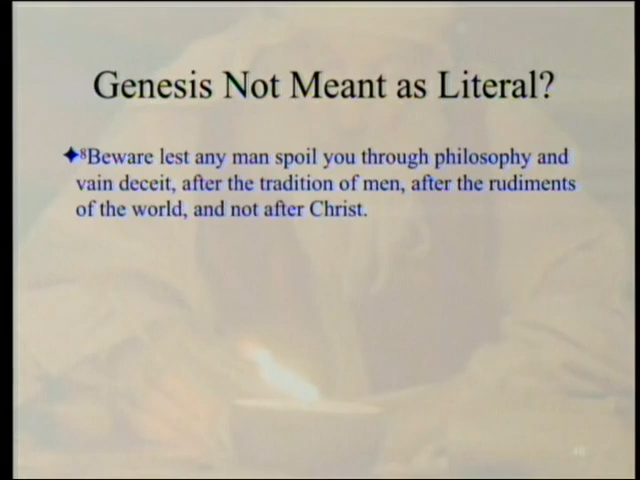 Genesis Not Meant as Literal?
✦⁸Beware lest any man spoil you through philosophy and
vain deceit, after the tradition of men, after the rudiments
of the world, and not after Christ.